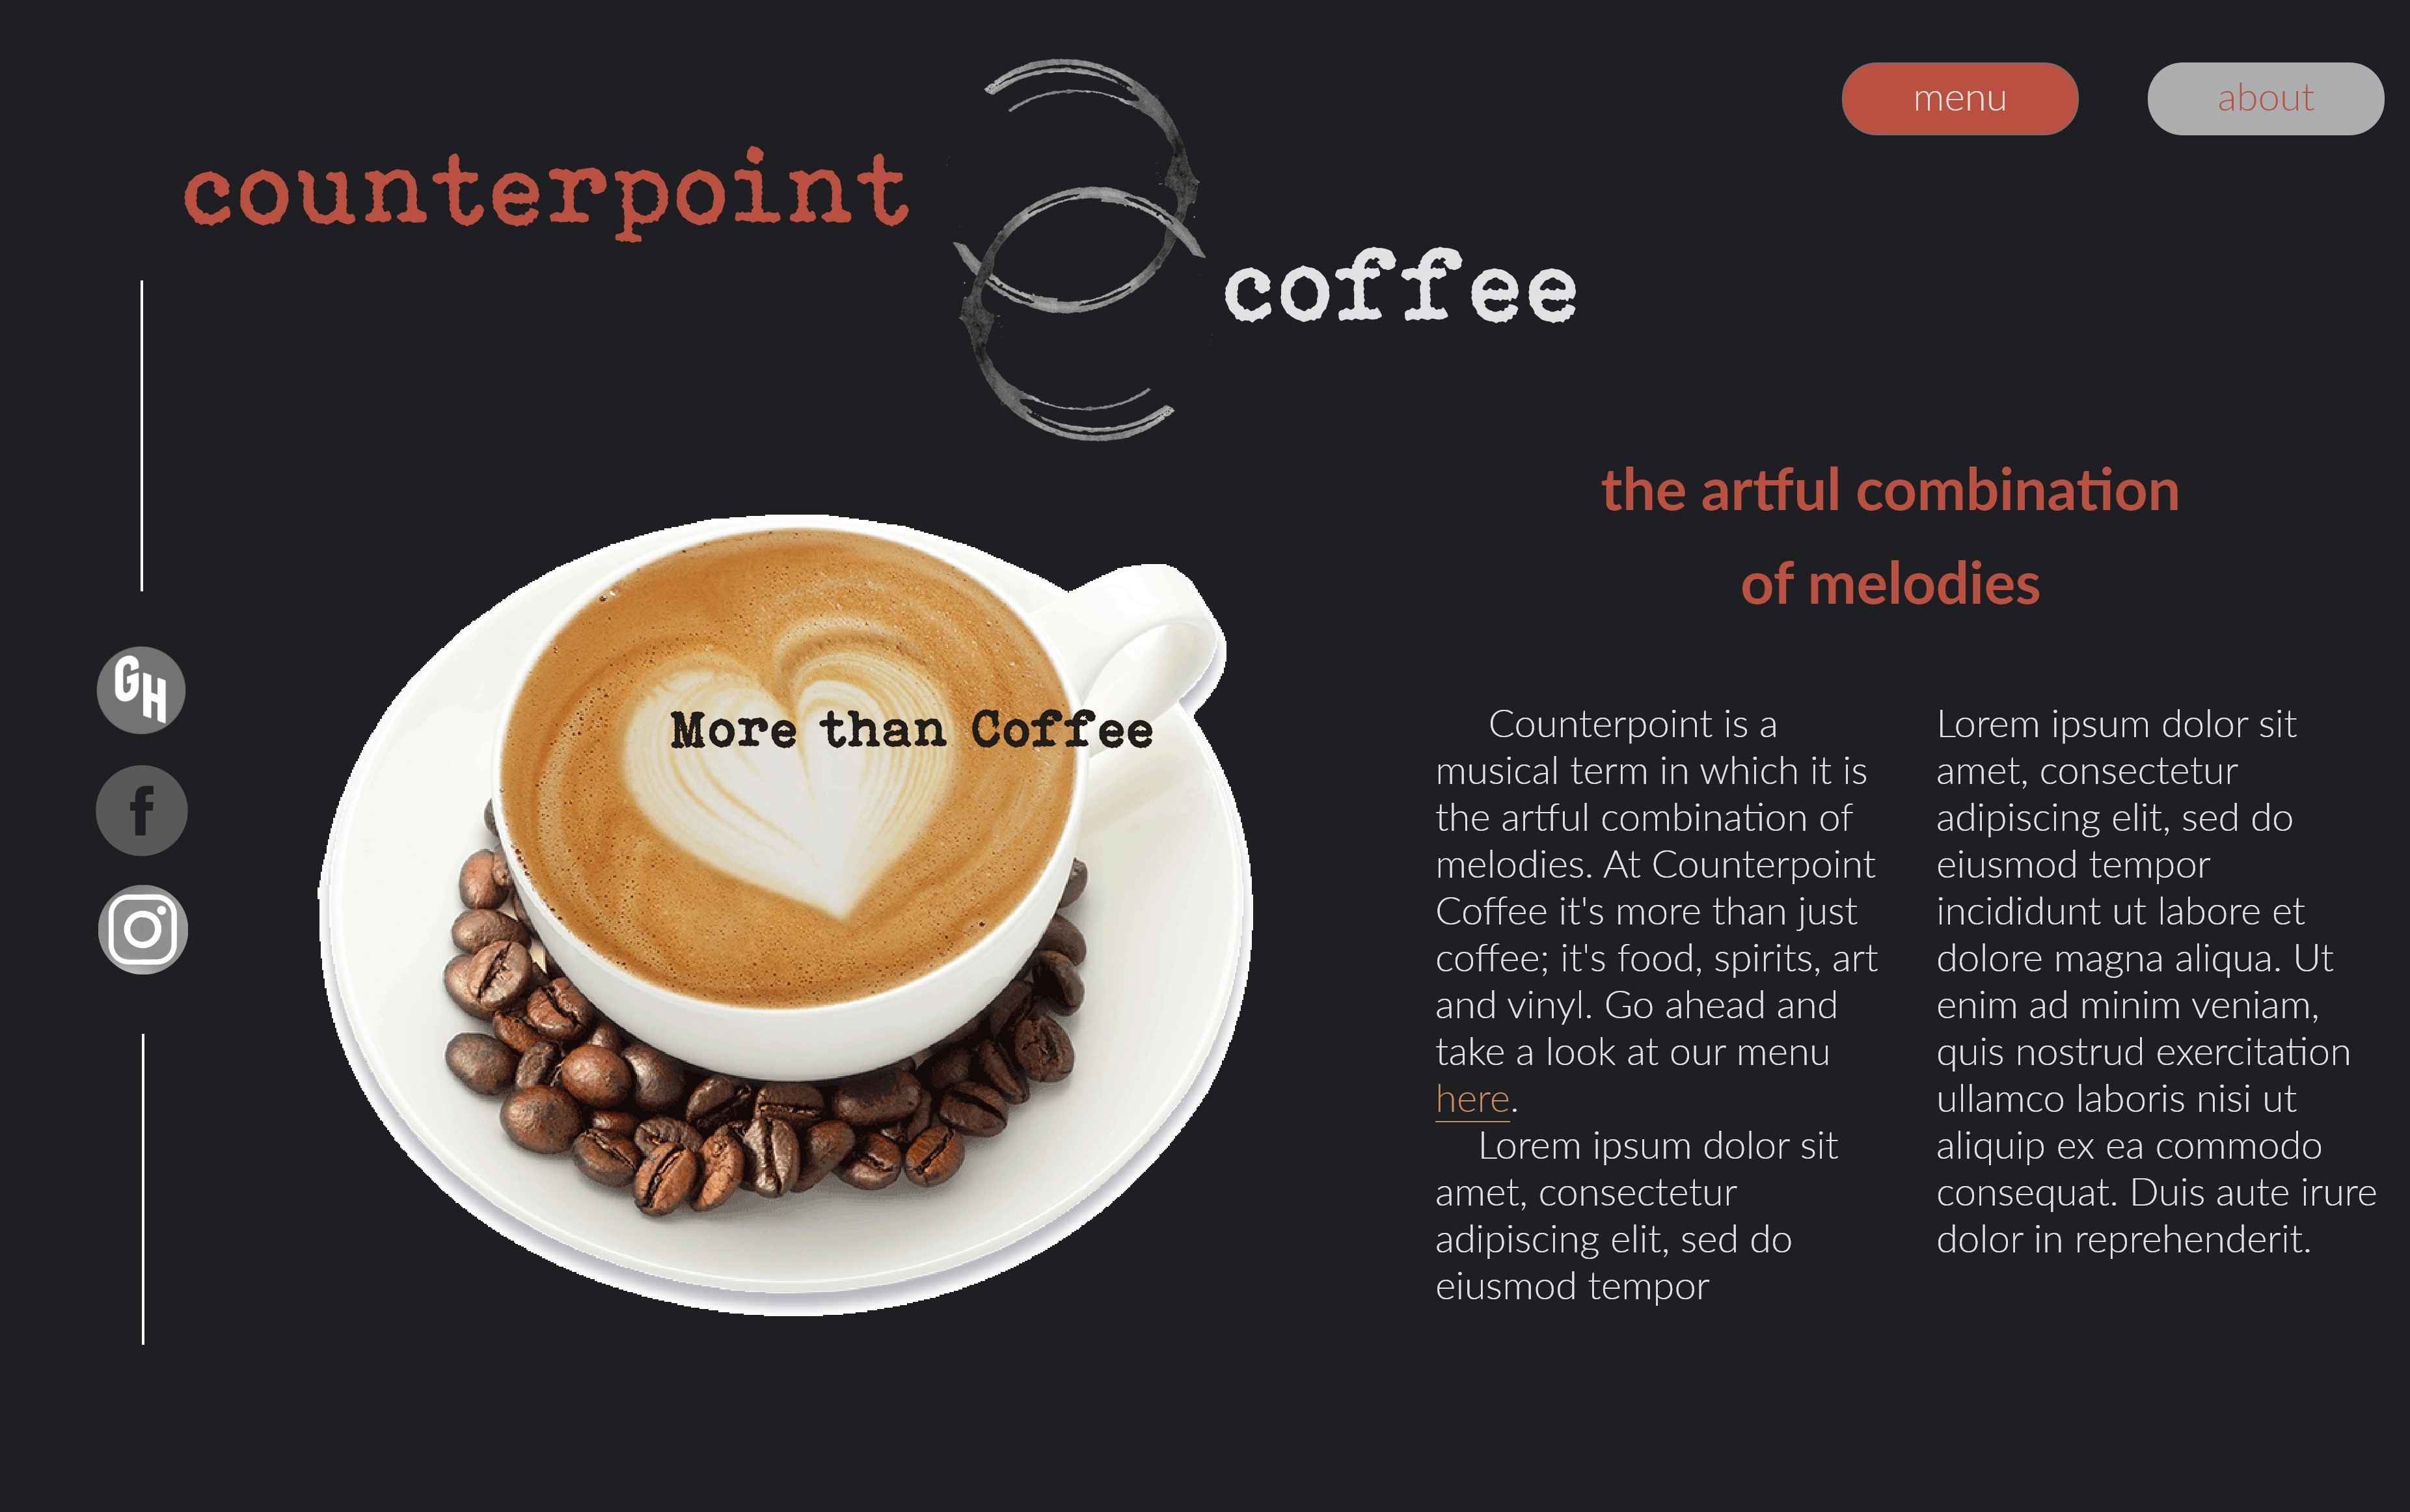 menu
about
counterpoint
coffee
the artful combination
of melodies
GH
f
More than Coffee
Counterpoint is a
musical term in which it is
the artful combination of
melodies. At Counterpoint
Coffee it's more than just
coffee; it's food, spirits, art
and vinyl. Go ahead and
take a look at our menu
here.
Lorem ipsum dolor sit
amet, consectetur
adipiscing elit, sed do
eiusmod tempor
Lorem ipsum dolor sit
amet, consectetur
adipiscing elit, sed do
eiusmod tempor
incididunt ut labore et
dolore magna aliqua. Ut
enim ad minim veniam,
quis nostrud exercitation
ullamco laboris nisi ut
aliquip ex ea commodo
consequat. Duis aute irure
dolor in reprehenderit.